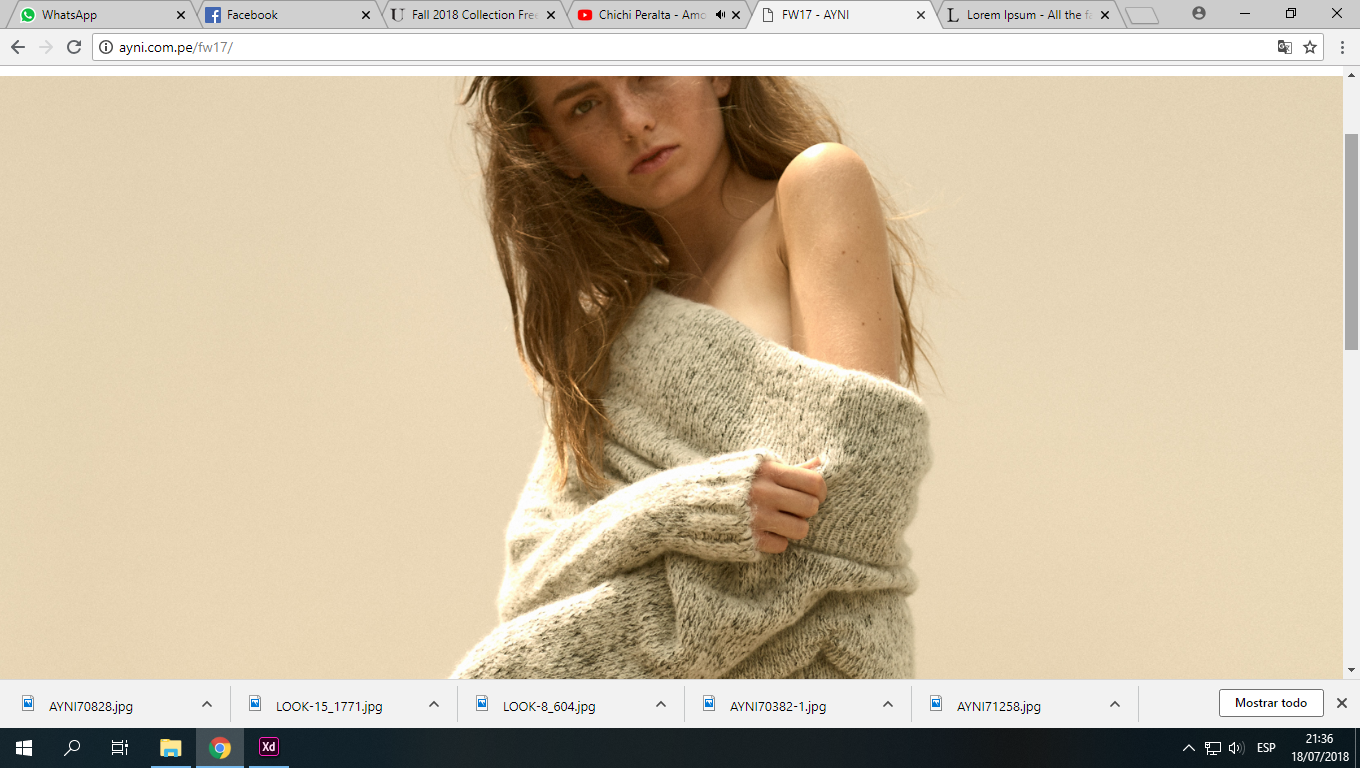 WhatsApp
Facebook
Fall 2018 Collection Fre
Chichi Peralta - Amo
FW17 - AYNI
Lorem Ipsum - All the fa
ayni.com.pe/fw17/
AYNI70828.jpg
LOOK-15_1771.jpg
LOOK-8_604.jpg
AYNI70382-1.jpg
AYNI71258.jpg
Mostrar todo
Xd
ESP
21:36
18/07/2018